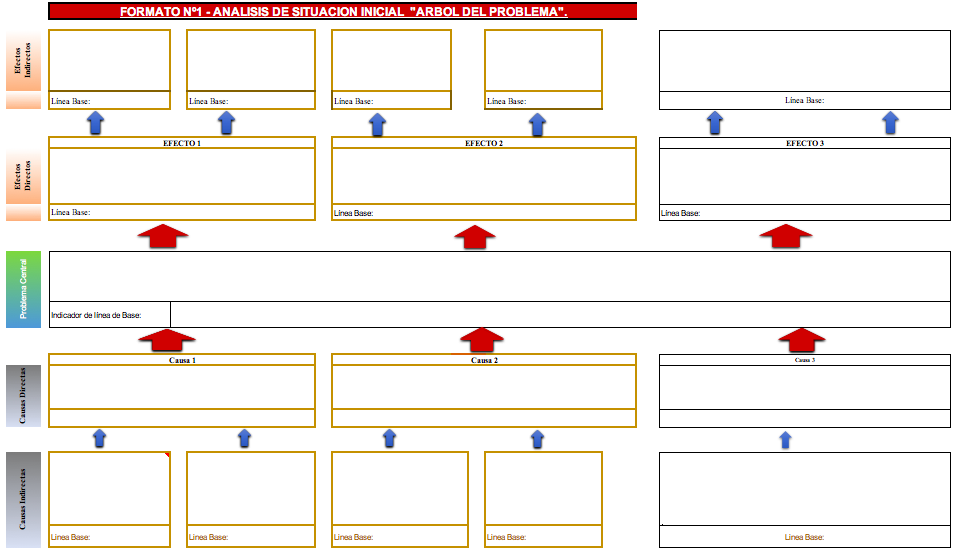 FORMATO Nº1 - ANALISIS DE SITUACION INICIAL "ARBOL DEL PROBLEMA".
Efectos
Indirectos
Línea Base:
Línea Base:
Línea Base:
Línea Base:
Línea Base:
Efectos
Directos
EFECTO 1
EFECTO 2
EFECTO 3
Línea Base:
Línea Base:
Línea Base:
Problema Central
Indicador de línea de Base:
Causas Directas
Causa 1
Causa 2
Causa 3
Causas Indirectas
Línea Base:
Línea Base:
Línea Base:
Línea Base:
Línea Base: